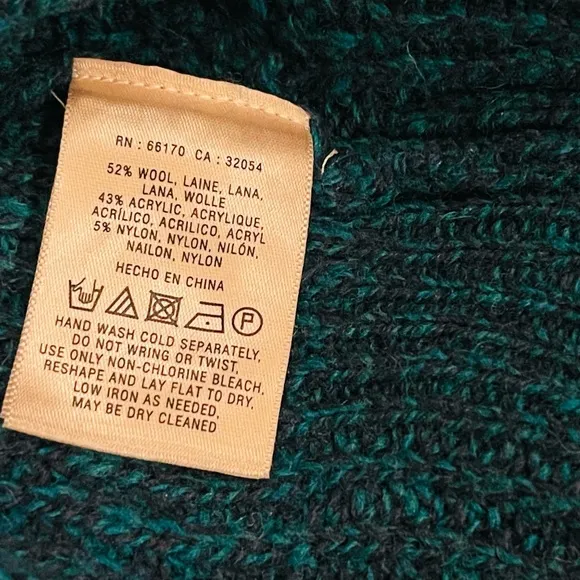 RN : 66170 CA : 32054
52% WOOL, LAINE, LANA,
LANA, WOLLE
43% ACRYLIC, ACRYLIQUE,
ACRÍLICO, ACRILICO, ACRYL
5% NYLON, NYLON, NILÓN,
NAILON, NYLON
HECHO EN CHINA
P
HAND WASH COLD SEPARATELY.
DO NOT WRING OR TWIST.
USE ONLY NON-CHLORINE BLEACH.
RESHAPE AND LAY FLAT TO DRY.
LOW IRON AS NEEDED.
MAY BE DRY CLEANED